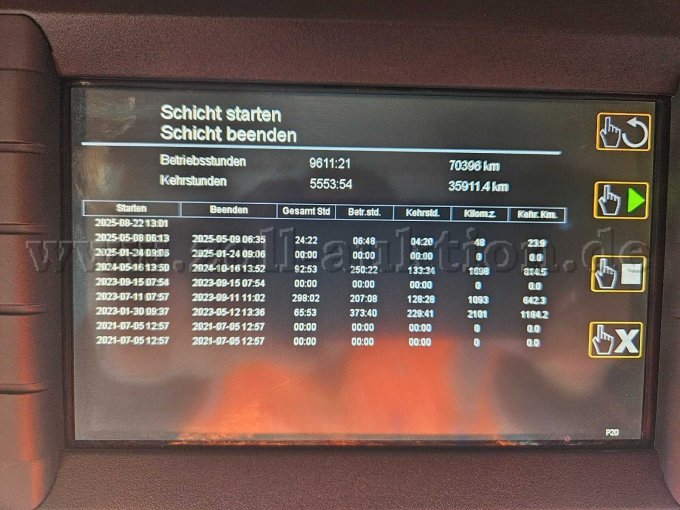 Schicht starten
Schicht beenden
Betriebsstunden 9611:21 70396 km
Kehrstunden 5553:54 35911.4 km
Starten Beenden Gesamt Std Betr.std. Kehrstd. Kilom.z. Kehr. Km.
2025-08-22 13:01
2025-05-08 06:13 2025-05-09 06:35 24:22 06:48 04:20 48 23.9
2025-01-24 09:06 2025-01-24 09:06 00:00 00:00 00:00 0 0.0
2024-05-16 13:50 2024-10-16 13:52 92:53 250:22 133:34 1698
2023-09-15 07:54 2023-09-15 07:54 00:00 00:00 00:00 0 0.0
2023-07-11 07:57 2023-09-11 11:02 298:02 207:08 128:28 1093 642.3
2023-01-30 09:37 2023-05-12 13:36 65:53 373:40 229:41 2101 1184.2
2021-07-05 12:57 2021-07-05 12:57 00:00 00:00 00:00 0 0.0
2021-07-05 12:57 2021-07-05 12:57 00:00 00:00 00:00 0 0.0
P20
www.zoll-auktion.de